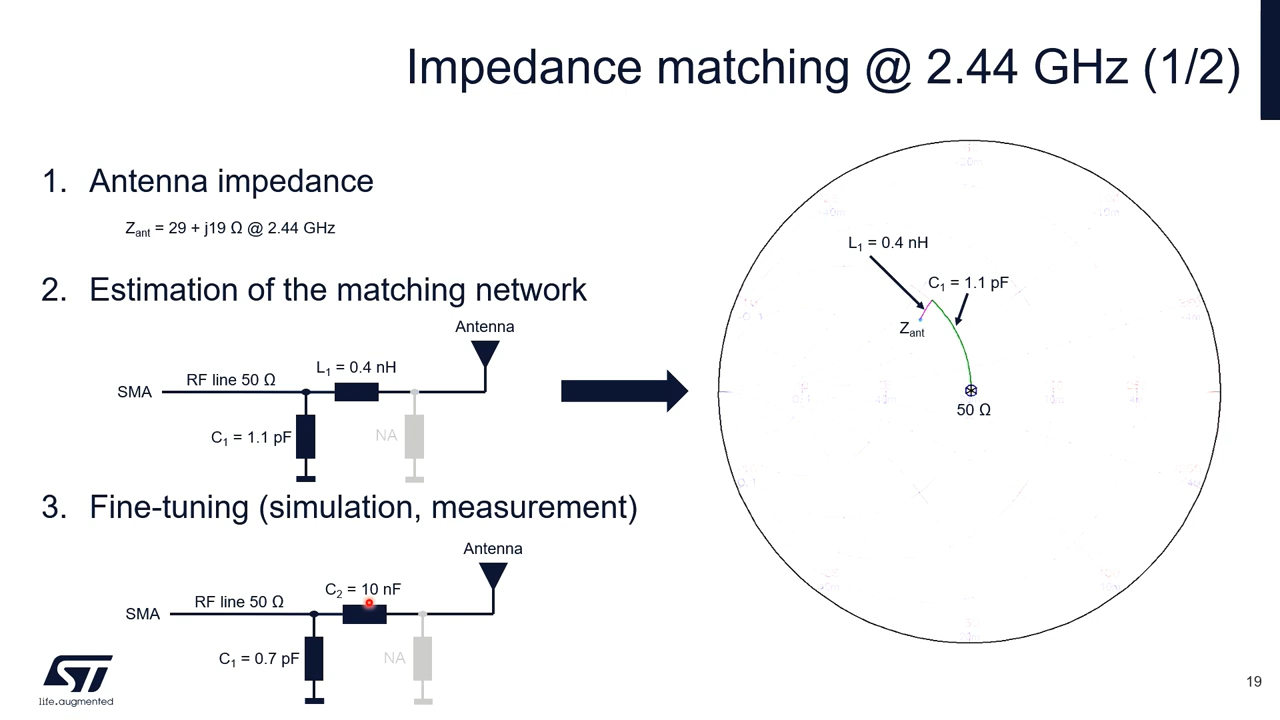 Impedance matching @ 2.44 GHz (1/2)
1. Antenna impedance
Zant = 29 + j19 Ω @ 2.44 GHz
2. Estimation of the matching network
Antenna
L1 = 0.4 nH
RF line 50 Ω
SMA
C1 = 1.1 pF
NA
3. Fine-tuning (simulation, measurement)
Antenna
C2 = 10 nF
RF line 50 Ω
SMA
C1 = 0.7 pF
NA
L1 = 0.4 nH
C1 = 1.1 pF
Zant
50 Ω
ST
life.augmented
19